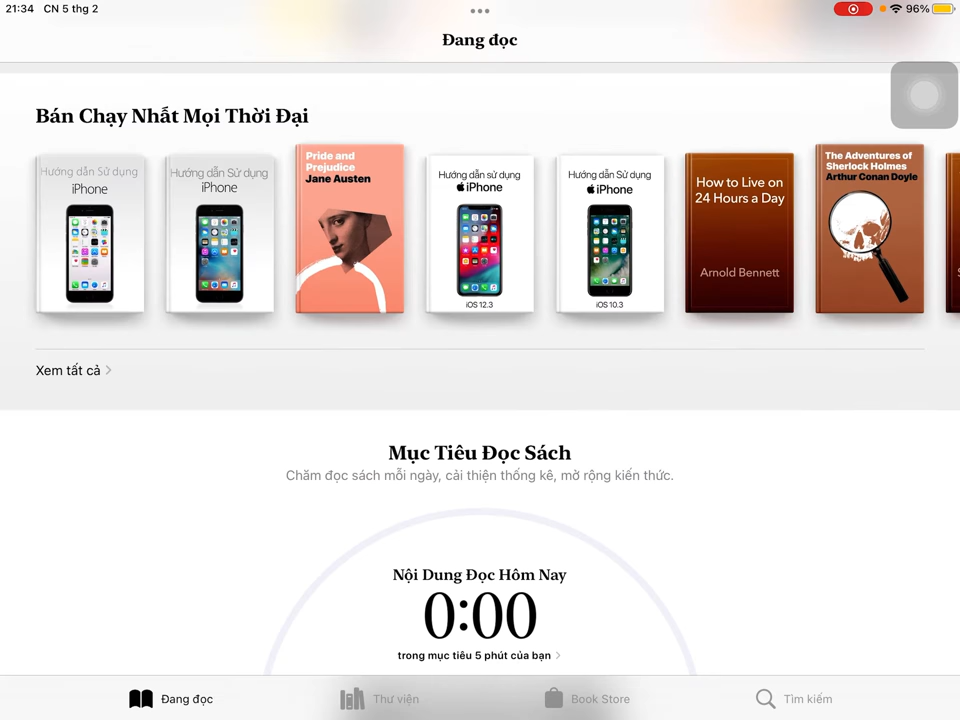 21:34 CN 5 thg 2
96%
Đang đọc
Bán Chạy Nhất Mọi Thời Đại
Hướng dẫn Sử dụng
iPhone
Hướng dẫn Sử dụng
iPhone
Pride and
Prejudice
Jane Austen
Hướng dẫn sử dụng
iPhone
iOS 12.3
Hướng dẫn Sử dụng
iPhone
iOS 10.3
How to Live on
24 Hours a Day
Arnold Bennett
The Adventures of
Sherlock Holmes
Arthur Conan Doyle
Xem tất cả
Mục Tiêu Đọc Sách
Chăm đọc sách mỗi ngày, cải thiện thống kê, mở rộng kiến thức.
Nội Dung Đọc Hôm Nay
0:00
trong mục tiêu 5 phút của bạn
Đang đọc
Thư viện
Book Store
Tìm kiếm